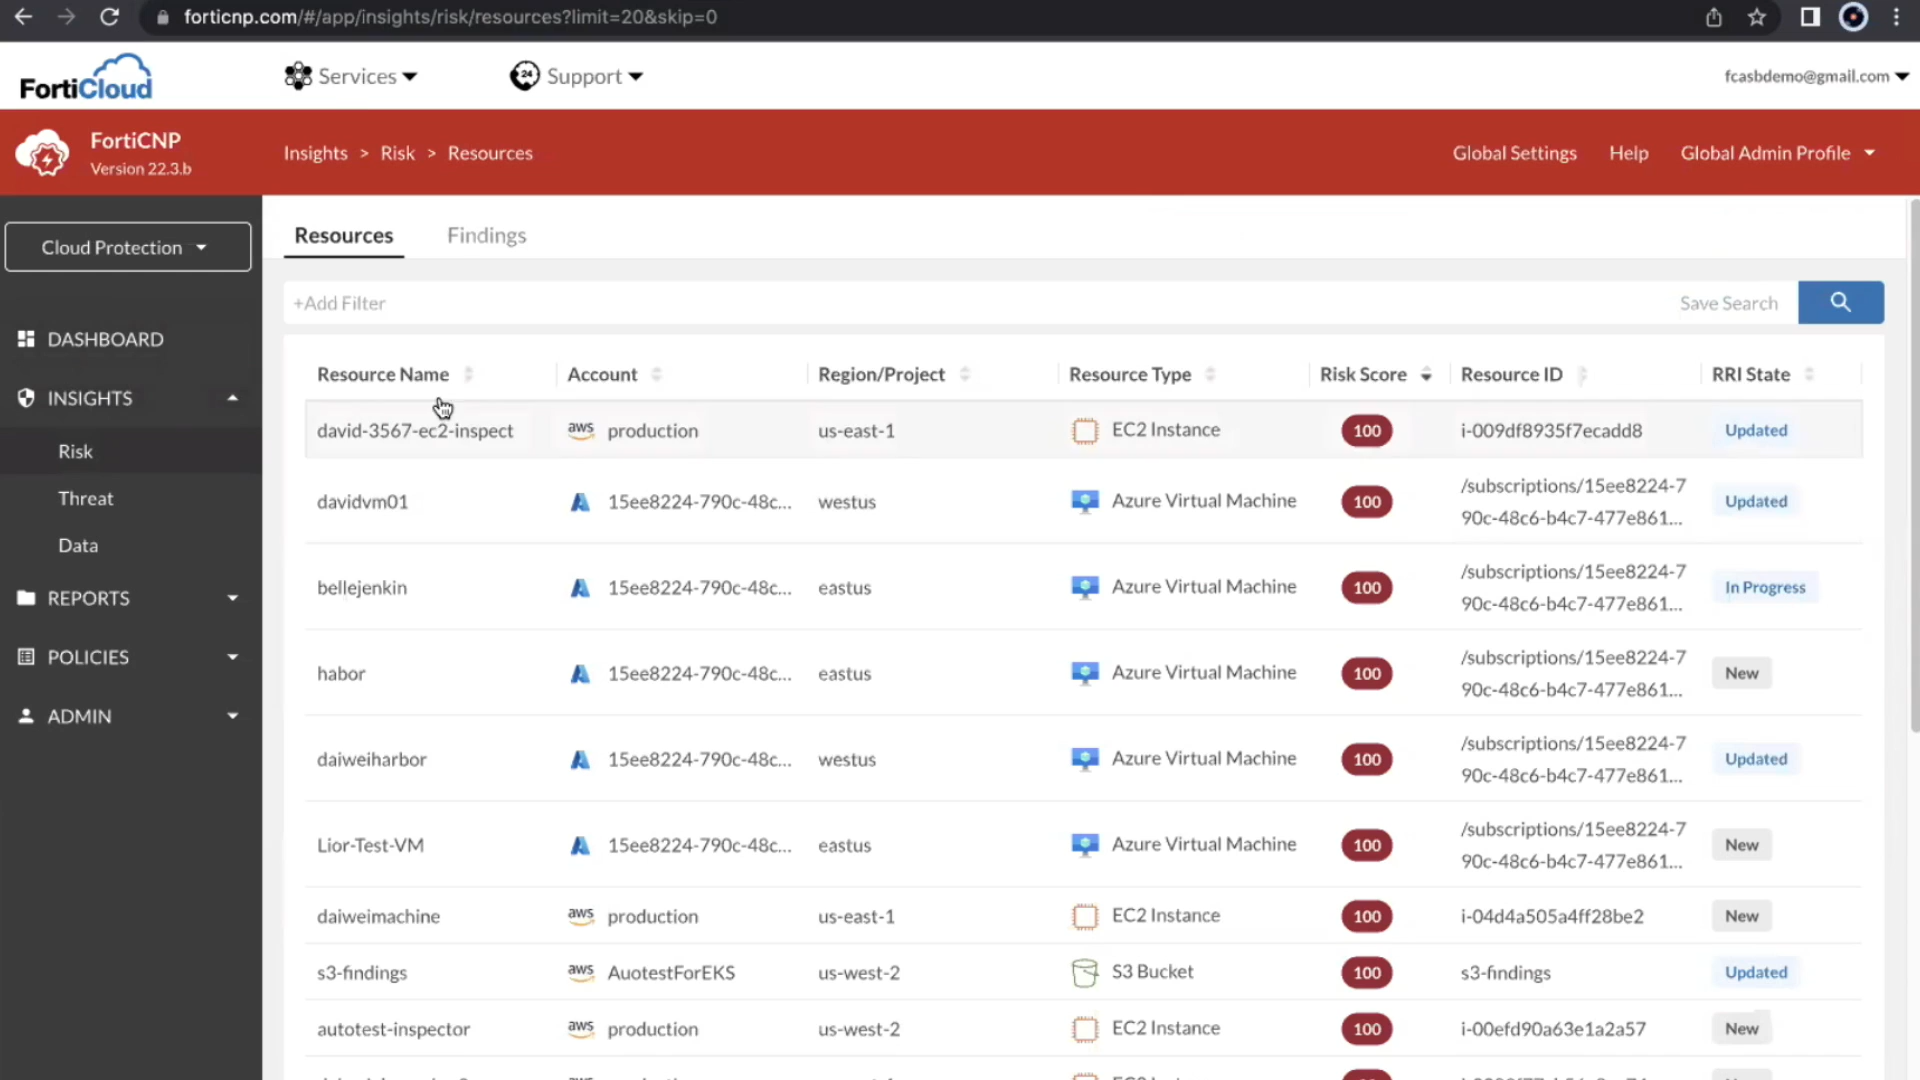 forticnp.com/#/app/insights/risk/resources?limit=20&skip=0
FortiCloud
Services
24
Support
fcasbdemo@gmail.com
FortiCNP
Version 22.3.b
Insights > Risk > Resources
Global Settings
Help
Global Admin Profile
Cloud Protection
DASHBOARD
INSIGHTS
Risk
Threat
Data
REPORTS
POLICIES
ADMIN
Resources
Findings
+Add Filter
Save Search
Resource Name Account Region/Project Resource Type Risk Score Resource ID RRI State
david-3567-ec2-inspect aws production us-east-1 EC2 Instance 100 i-009df8935f7ecadd8 Updated
davidvm01 15ee8224-790c-48c... westus Azure Virtual Machine 100 /subscriptions/15ee8224-7 Updated
90c-48c6-b4c7-477e861...
bellejenkin 15ee8224-790c-48c... eastus Azure Virtual Machine 100 /subscriptions/15ee8224-7 In Progress
90c-48c6-b4c7-477e861...
habor 15ee8224-790c-48c... eastus Azure Virtual Machine 100 /subscriptions/15ee8224-7 New
90c-48c6-b4c7-477e861...
daiweiharbor 15ee8224-790c-48c... westus Azure Virtual Machine 100 /subscriptions/15ee8224-7 Updated
90c-48c6-b4c7-477e861...
Lior-Test-VM 15ee8224-790c-48c... eastus Azure Virtual Machine 100 /subscriptions/15ee8224-7 New
90c-48c6-b4c7-477e861...
daiweimachine aws production us-east-1 EC2 Instance 100 i-04d4a505a4ff28be2 New
s3-findings aws AuotestForEKS us-west-2 S3 Bucket 100 s3-findings Updated
autotest-inspector aws production us-west-2 EC2 Instance 100 i-00efd90a63e1a2a57 New